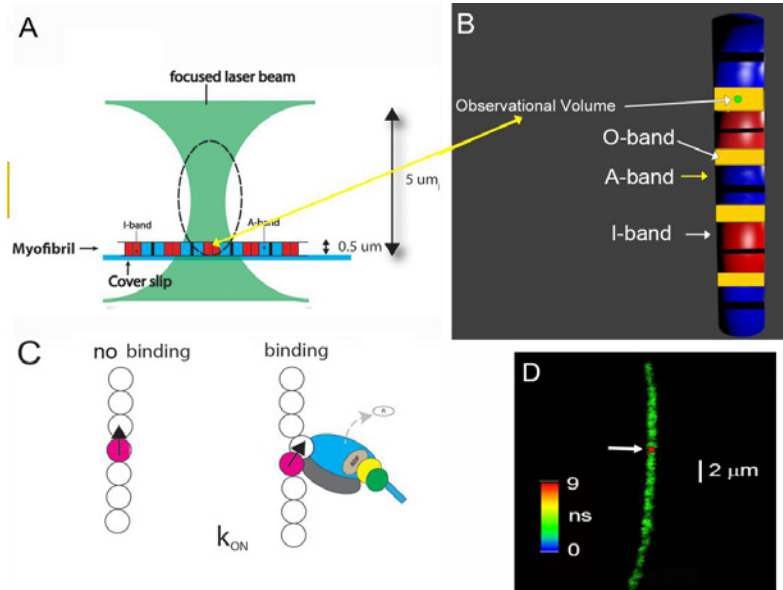 A
focused laser beam
5 um
I-band
A-band
Myofibril
0.5 um
Cover slip
B
Observational Volume
O-band
A-band
I-band
C
no binding
binding
kON
D
9
ns
0
2 μm